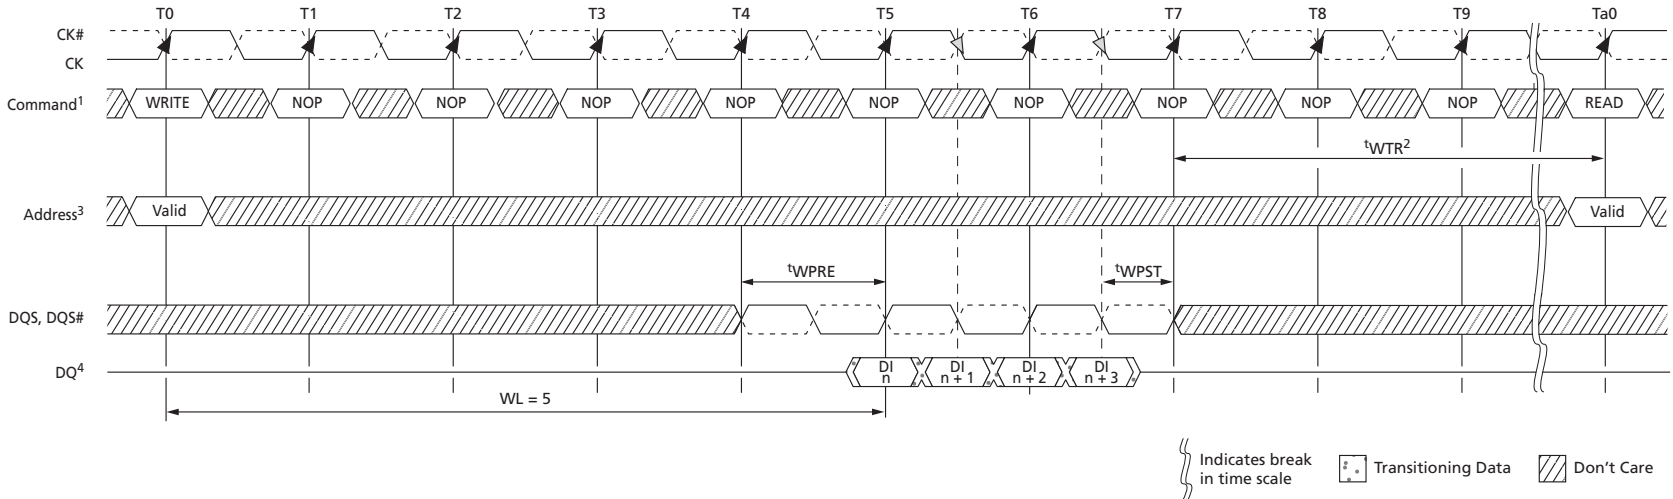 T0 T1 T2 T3 T4 T5 T6 T7 T8 T9 Ta0
CK#
CK
Command1 WRITE NOP NOP NOP NOP NOP NOP NOP NOP NOP READ
tWTR2
Address3 Valid Valid
tWPRE tWPST
DQS, DQS#
DQ4 DI n DI n + 1 DI n + 2 DI n + 3
WL = 5
Indicates break
in time scale
Transitioning Data
Don't Care